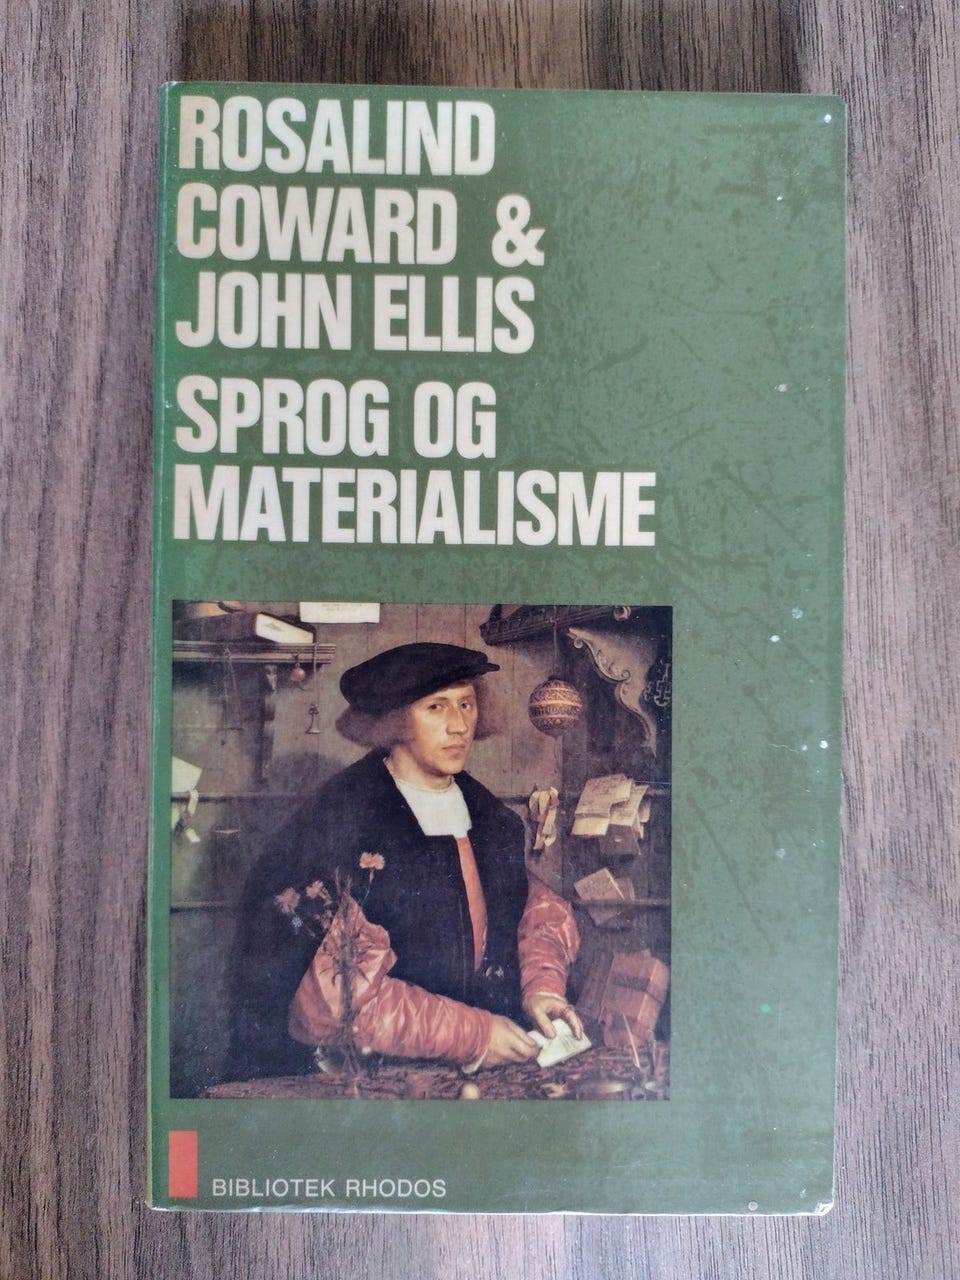 ROSALIND
COWARD &
JOHN ELLIS
SPROG OG
MATERIALISME
BIBLIOTEK RHODOS